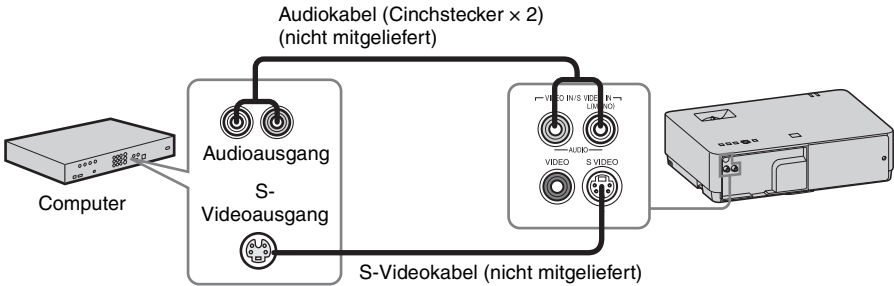 Audiokabel (Cinchstecker × 2)
(nicht mitgeliefert)
VIDEO IN/S VIDEO IN
L(MONO)
AUDIO
VIDEO
S VIDEO
Audioausgang
Computer
S-
Videoausgang
S-Videokabel (nicht mitgeliefert)